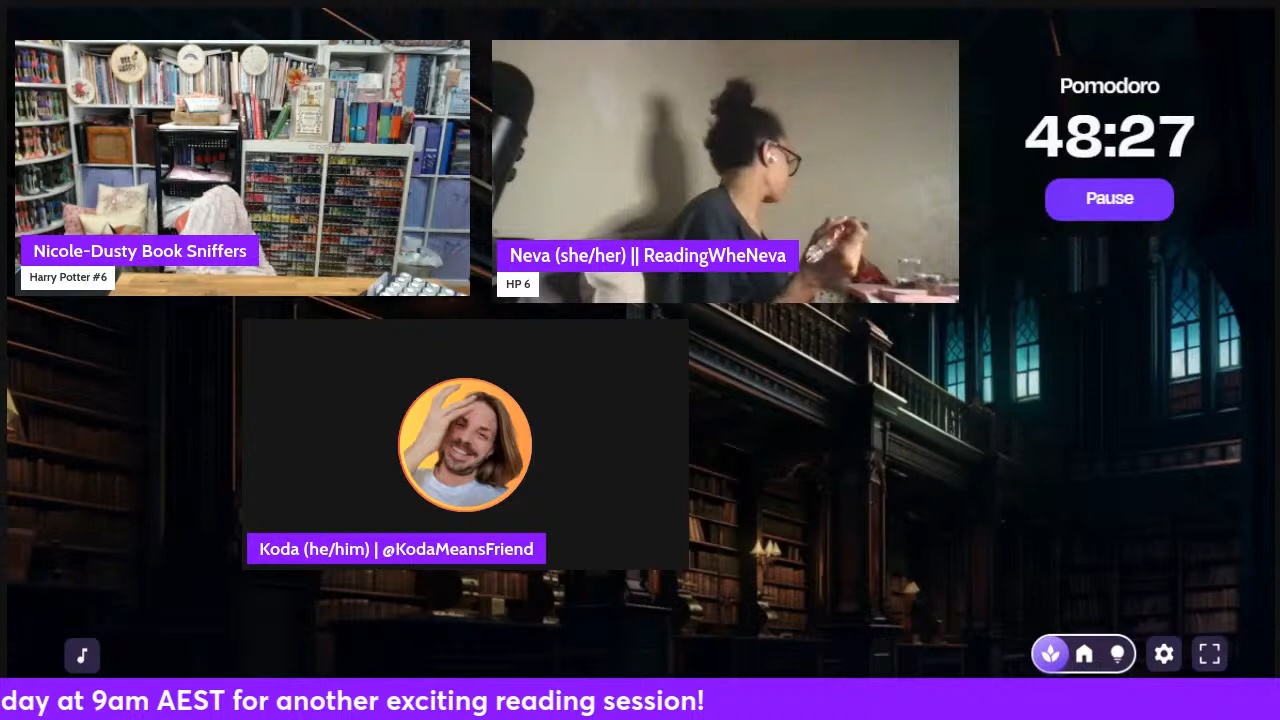 Pomodoro
48:27
Pause
Nicole-Dusty Book Sniffers
Harry Potter #6
Neva (she/her) || ReadingWheNeva
HP 6
Koda (he/him) | @KodaMeansFriend
day at 9am AEST for another exciting reading session!